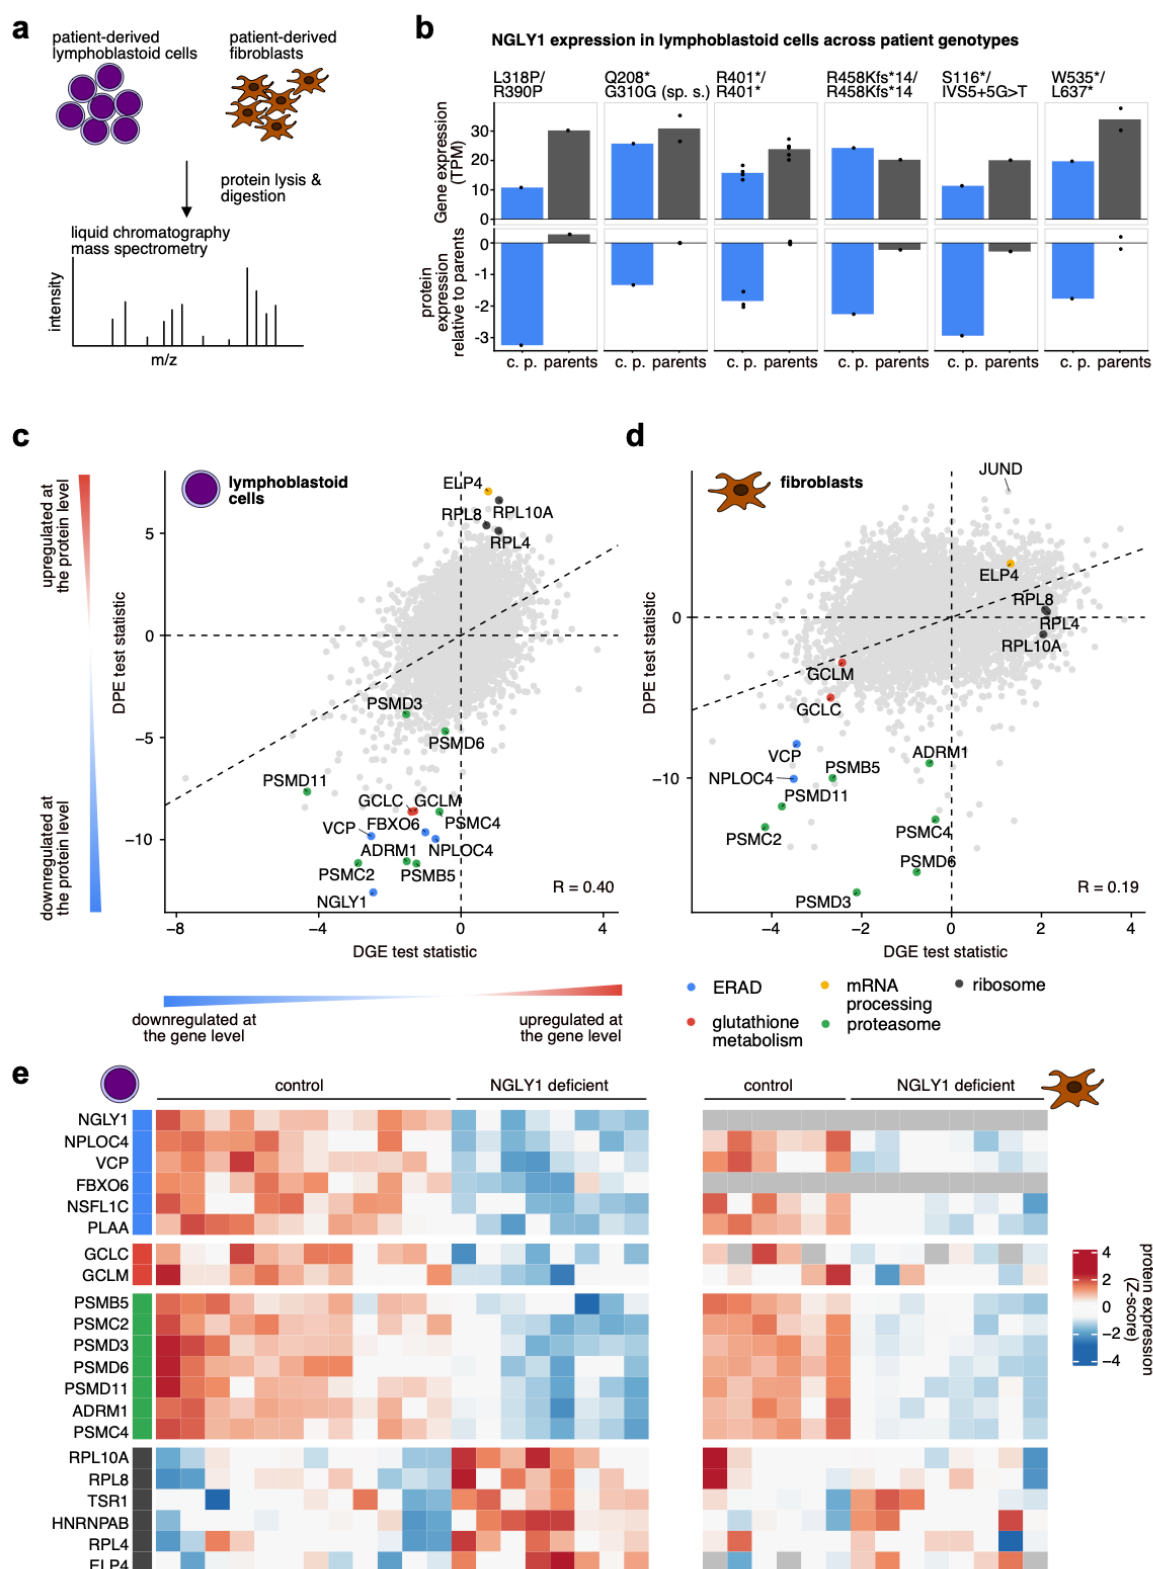 a
patient-derived
lymphoblastoid cells
patient-derived
fibroblasts
protein lysis &
digestion
liquid chromatography
mass spectrometry
intensity
m/z
b
NGLY1 expression in lymphoblastoid cells across patient genotypes
L318P/
R390P
Q208*
G310G (sp. s.)
R401*/
R401*
R458Kfs*14/
R458Kfs*14
S116*/
IVS5+5G>T
W535*/
L637*
Gene expression
(TPM)
30
20
10
0
protein
expression
relative to parents
0
-1
-2
-3
c. p. parents
c. p. parents
c. p. parents
c. p. parents
c. p. parents
c. p. parents
c
upregulated at
the protein level
downregulated at
the protein level
lymphoblastoid
cells
DPE test statistic
5
0
−5
−10
ELP4
RPL10A
RPL8
RPL4
PSMD3
PSMD6
PSMD11
GCLC
GCLM
VCP
FBXO6
PSMC4
ADRM1
NPLOC4
PSMC2
PSMB5
NGLY1
R = 0.40
−8
−4
0
4
DGE test statistic
downregulated at
the gene level
upregulated at
the gene level
d
fibroblasts
DPE test statistic
0
−10
JUND
ELP4
RPL8
RPL4
RPL10A
GCLM
GCLC
VCP
ADRM1
PSMB5
NPLOC4
PSMD11
PSMC2
PSMC4
PSMD6
PSMD3
R = 0.19
−4
−2
0
2
4
DGE test statistic
ERAD
mRNA
processing
ribosome
glutathione
metabolism
proteasome
e
control
NGLY1 deficient
control
NGLY1 deficient
NGLY1
NPLOC4
VCP
FBXO6
NSFL1C
PLAA
GCLC
GCLM
PSMB5
PSMC2
PSMD3
PSMD6
PSMD11
ADRM1
PSMC4
RPL10A
RPL8
TSR1
HNRNPAB
RPL4
ELP4
4
2
0
−2
−4
protein expression
(Z-score)